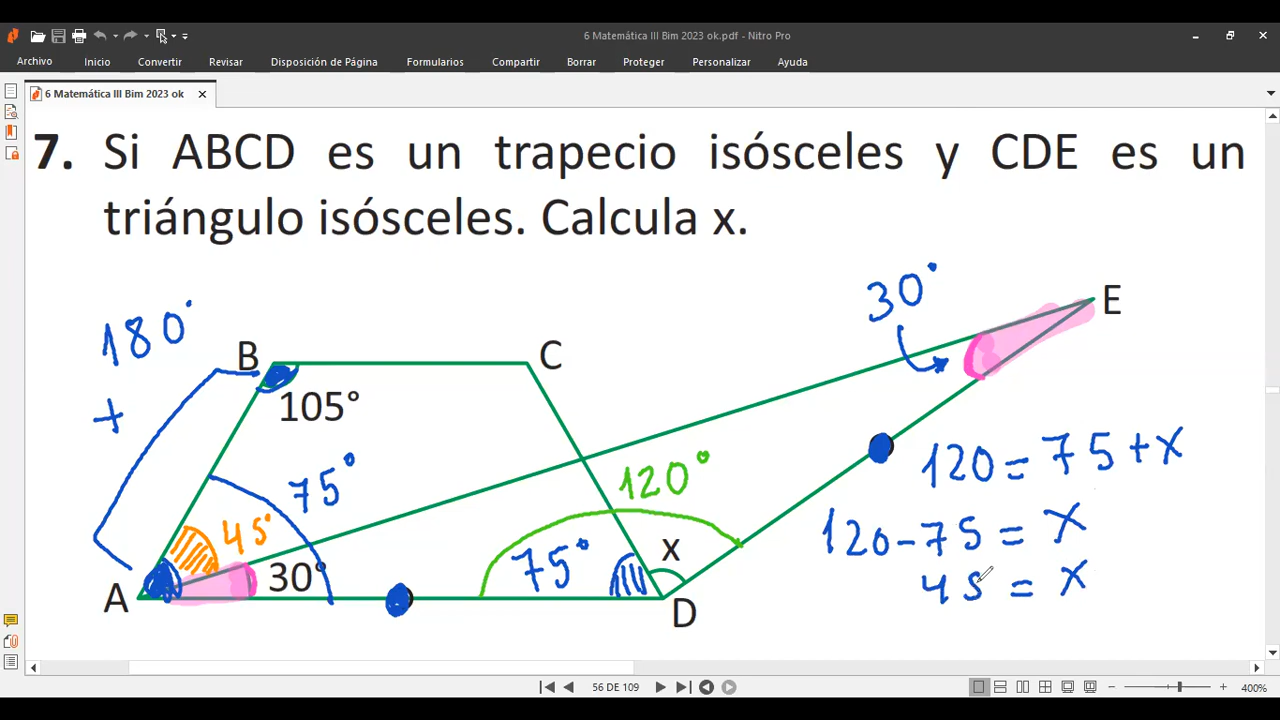 6 Matemática III Bim 2023 ok.pdf - Nitro Pro
Archivo Inicio Convertir Revisar Disposición de Página Formularios Compartir Borrar Proteger Personalizar Ayuda
6 Matemática III Bim 2023 ok
7. Si ABCD es un trapecio isósceles y CDE es un
triángulo isósceles. Calcula x.
30°
E
180°
B
C
+
105°
75°
120°
120=75+X
45°
120-75=X
75°
x
A
30°
45=X
D
56 DE 109
400%